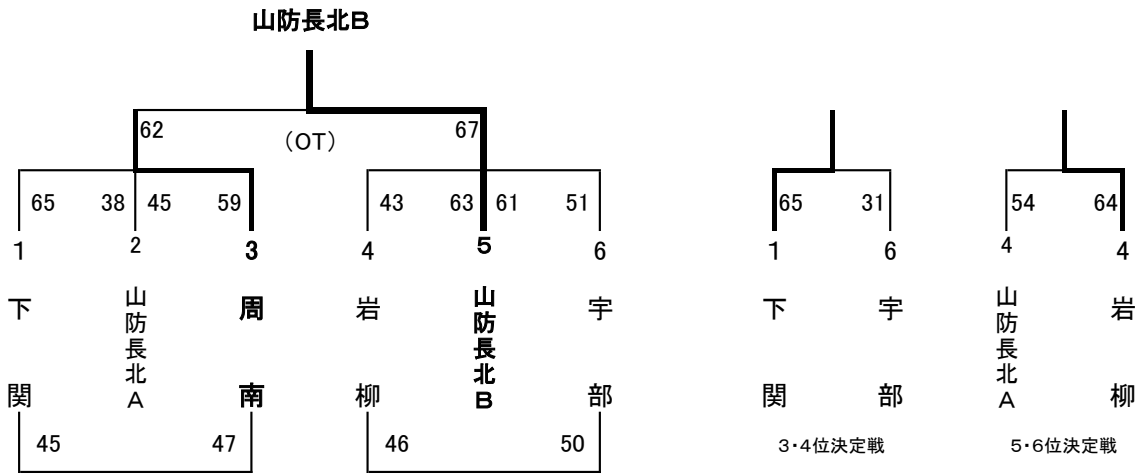 山防長北B
62 (OT) 67
65 38 45 59 43 63 61 51 65 31 54 64
1 2 3 4 5 6 1 6 4 4
下関
山防長北A
周南
岩柳
山防長北B
宇部
下関
宇部
山防長北A
岩柳
45 47 46 50
3・4位決定戦
5・6位決定戦